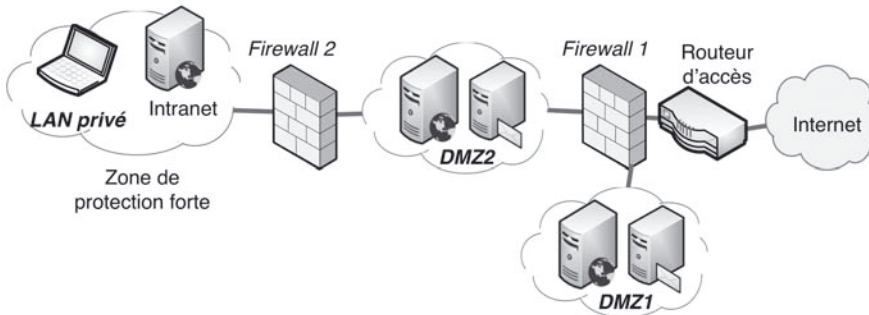 Firewall 2
Firewall 1
Routeur
d'accès
LAN privé
Intranet
DMZ2
Internet
Zone de
protection forte
DMZ1